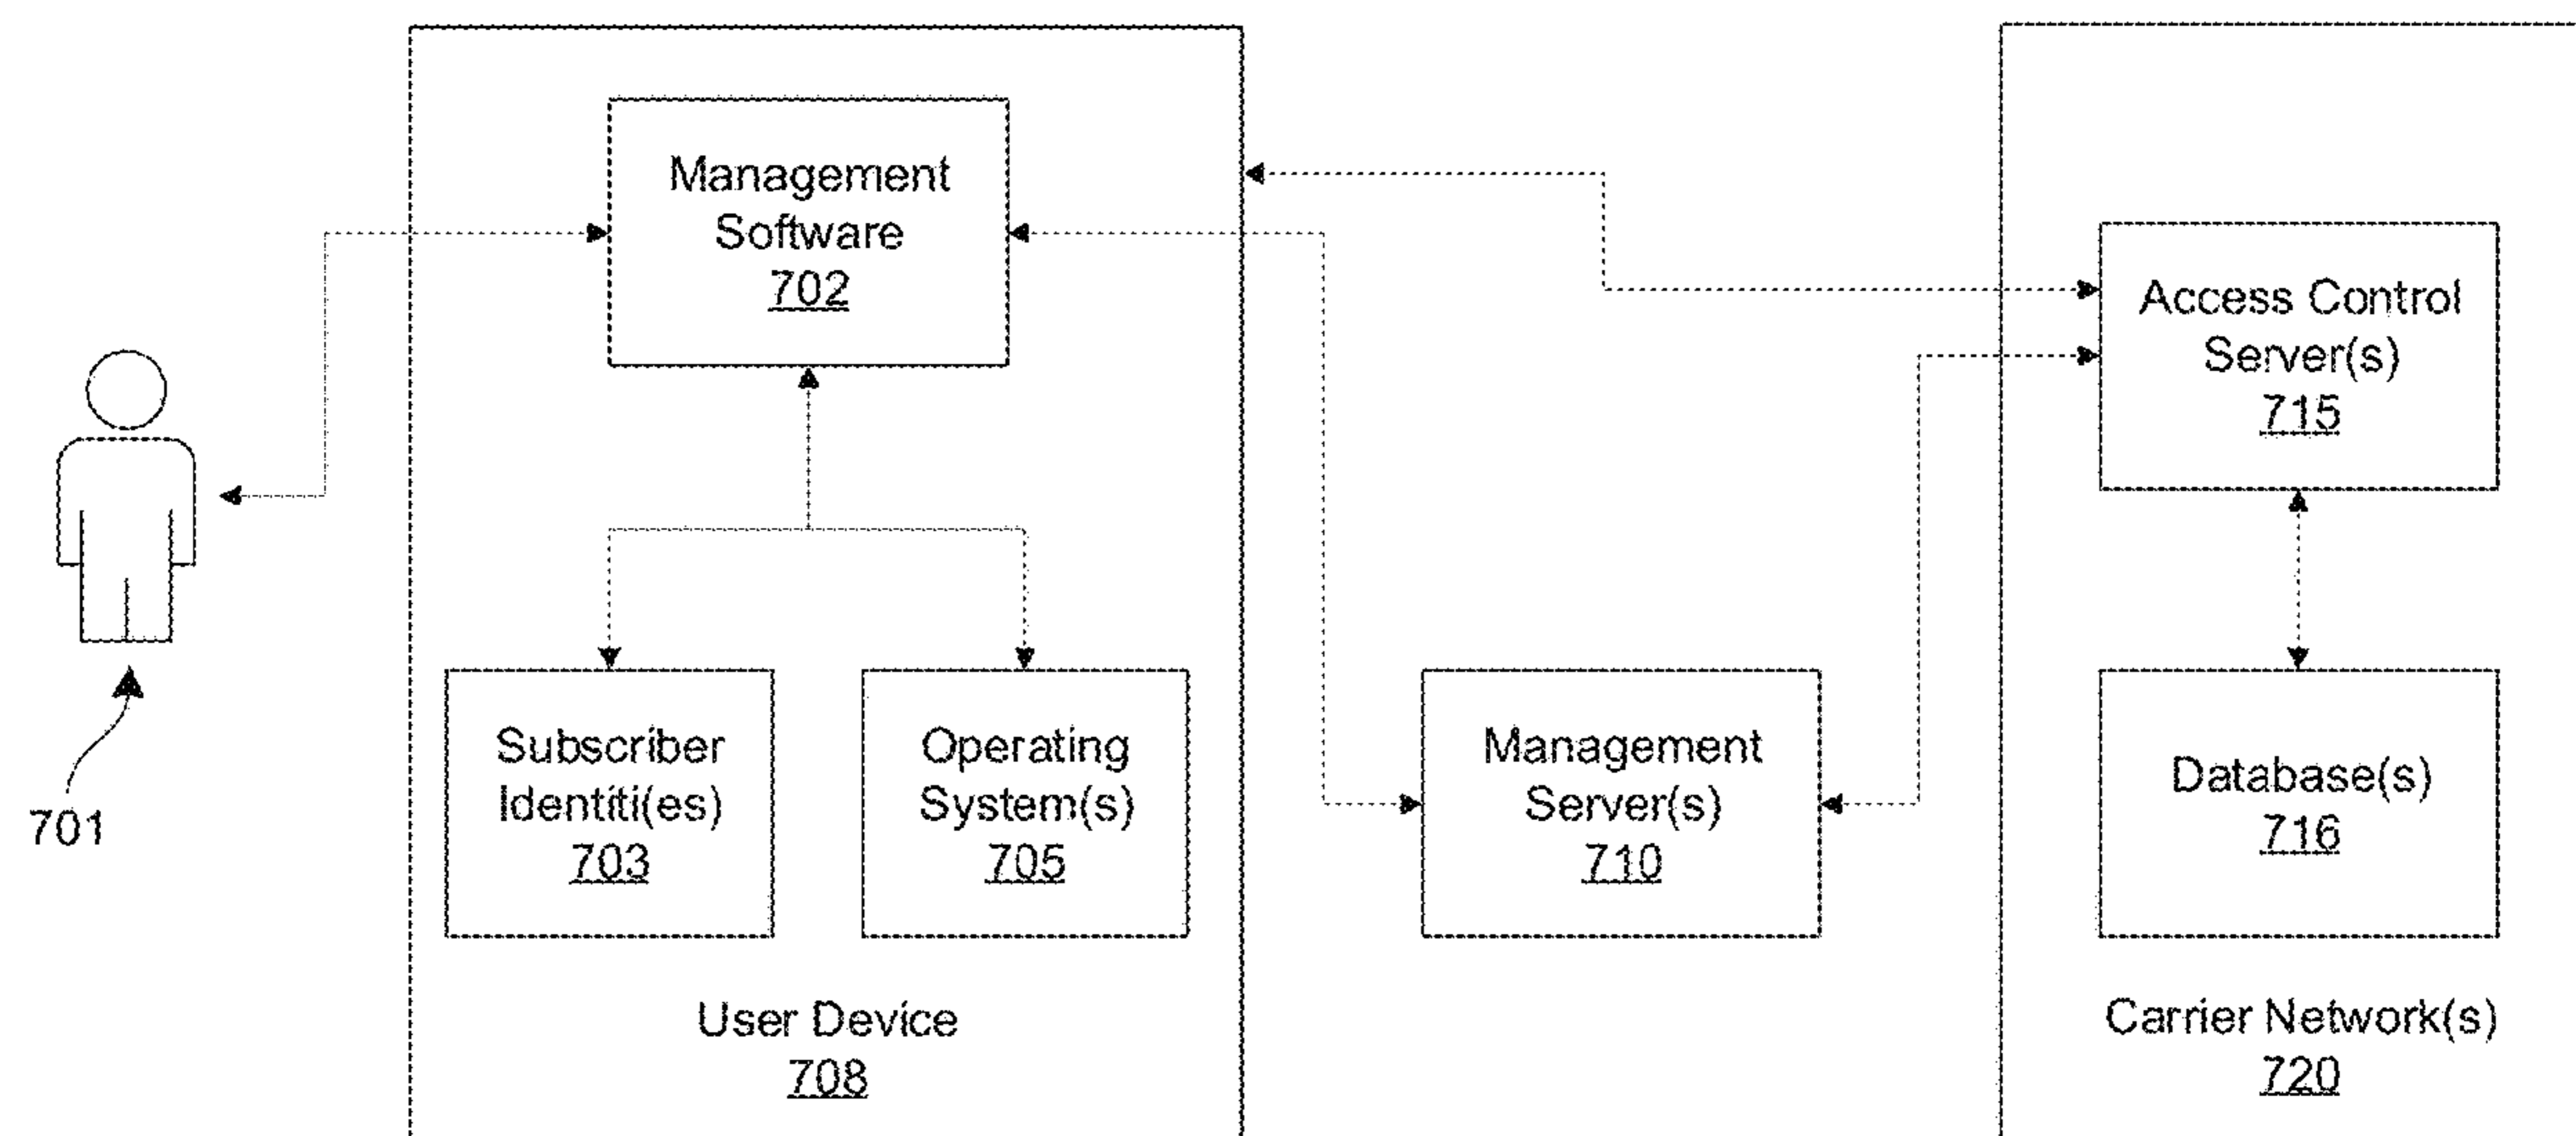 Management
Software
702
Access Control
Server(s)
715
701
Subscriber
Identiti(es)
703
Operating
System(s)
705
Management
Server(s)
710
Database(s)
716
User Device
708
Carrier Network(s)
720